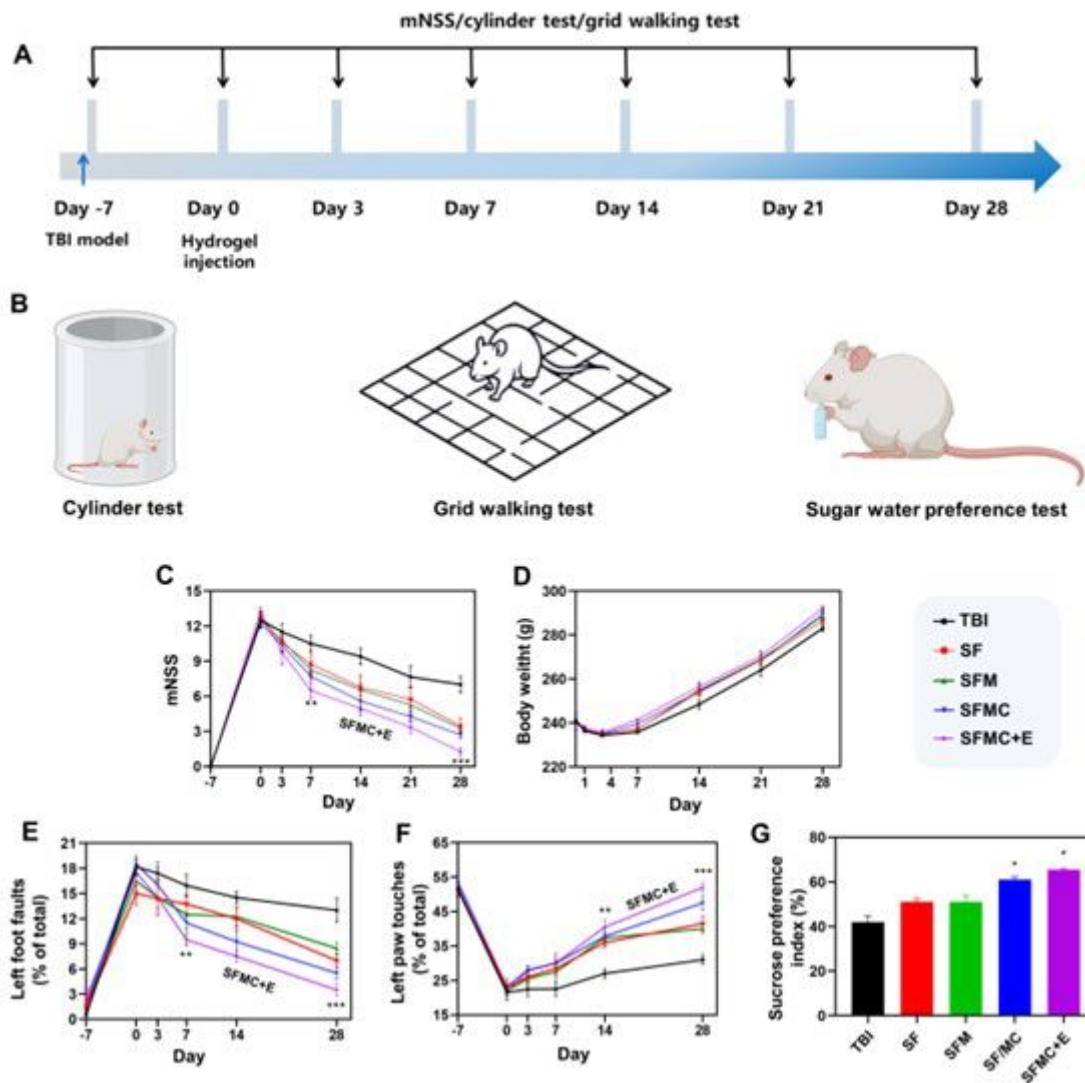 mNSS/cylinder test/grid walking test
A
Day -7
Day 0
Day 3
Day 7
Day 14
Day 21
Day 28
TBI model
Hydrogel
injection
B
Cylinder test
Grid walking test
Sugar water preference test
C
mNSS
15
12
9
6
3
0
-7
0
3
7
14
21
28
Day
**
SFMC+E
***
D
Body weitht (g)
300
280
260
240
220
1
4
7
14
21
28
Day
TBI
SF
SFM
SFMC
SFMC+E
E
Left foot faults
(% of total)
21
18
15
12
9
6
3
0
-7
0
3
7
14
28
Day
**
SFMC+E
***
F
Left paw touches
(% of total)
65
55
45
35
25
15
-7
0
3
7
14
28
Day
**
SFMC+E
***
G
Sucrose preference
index (%)
80
60
40
20
0
*
*
TBI
SF
SFM
SF/MC
SFMC+E